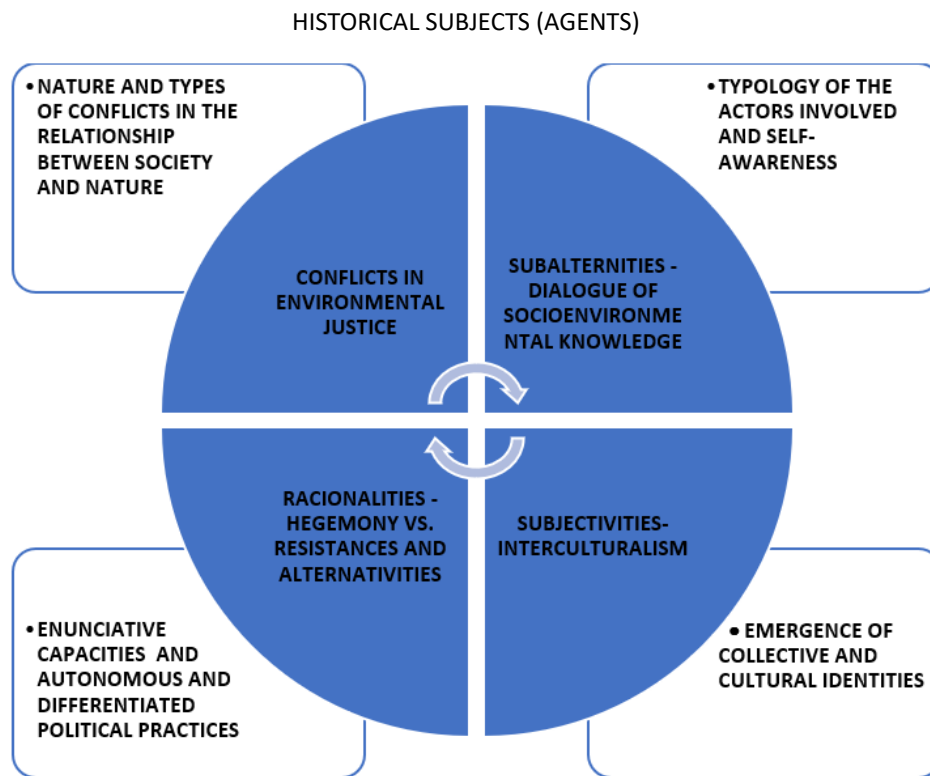 HISTORICAL SUBJECTS (AGENTS)
• NATURE AND TYPES
OF CONFLICTS IN THE
RELATIONSHIP
BETWEEN SOCIETY
AND NATURE
• TYPOLOGY OF THE
ACTORS INVOLVED
AND SELF-
AWARENESS
CONFLICTS IN
ENVIRONMENTAL
JUSTICE
SUBALTERNITIES -
DIALOGUE OF
SOCIOENVIRONME
NTAL KNOWLEDGE
RACIONALITIES -
HEGEMONY VS.
RESISTANCES AND
ALTERNATIVITIES
SUBJECTIVITIES-
INTERCULTURALISM
• ENUNCIATIVE
CAPACITIES AND
AUTONOMOUS AND
DIFFERENTIATED
POLITICAL PRACTICES
• EMERGENCE OF
COLLECTIVE AND
CULTURAL IDENTITIES